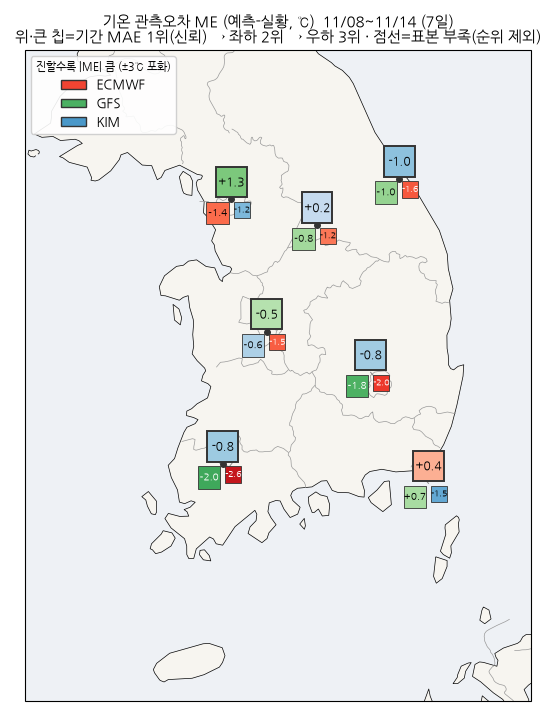 기온 관측오차 ME (예측-실황, ℃)  11/08~11/14 (7일)
위·큰 칩=기간 MAE 1위(신뢰) → 좌하 2위 → 우하 3위 · 점선=표본 부족(순위 제외)
진할수록 |ME| 큼 (±3℃ 포화)
ECMWF
GFS
KIM
-1.0
-1.0 -1.6
+1.3
-1.4 -1.2
+0.2
-0.8 -1.2
-0.5
-0.6 -1.5
-0.8
-1.8 -2.0
-0.8
-2.0 -2.6
+0.4
+0.7 -1.5